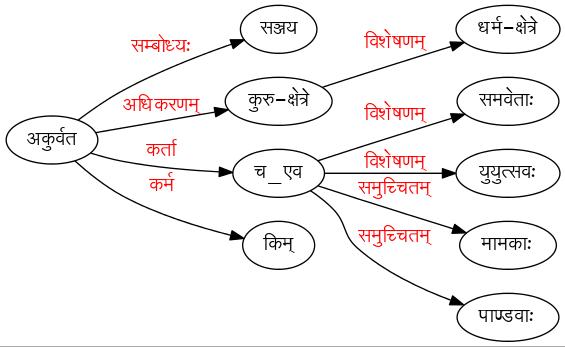 सञ्जय
धर्म-क्षेत्रे
सम्बोध्यः
विशेषणम्
अधिकरणम्
कुरु-क्षेत्रे
विशेषणम्
समवेताः
अकुर्वत
कर्ता
च_एव
विशेषणम्
युयुत्सवः
कर्म
समुच्चितम्
समुच्चितम्
किम्
मामकाः
पाण्डवाः